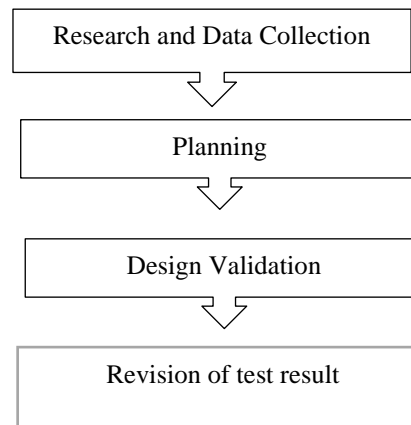 Research and Data Collection
Planning
Design Validation
Revision of test result